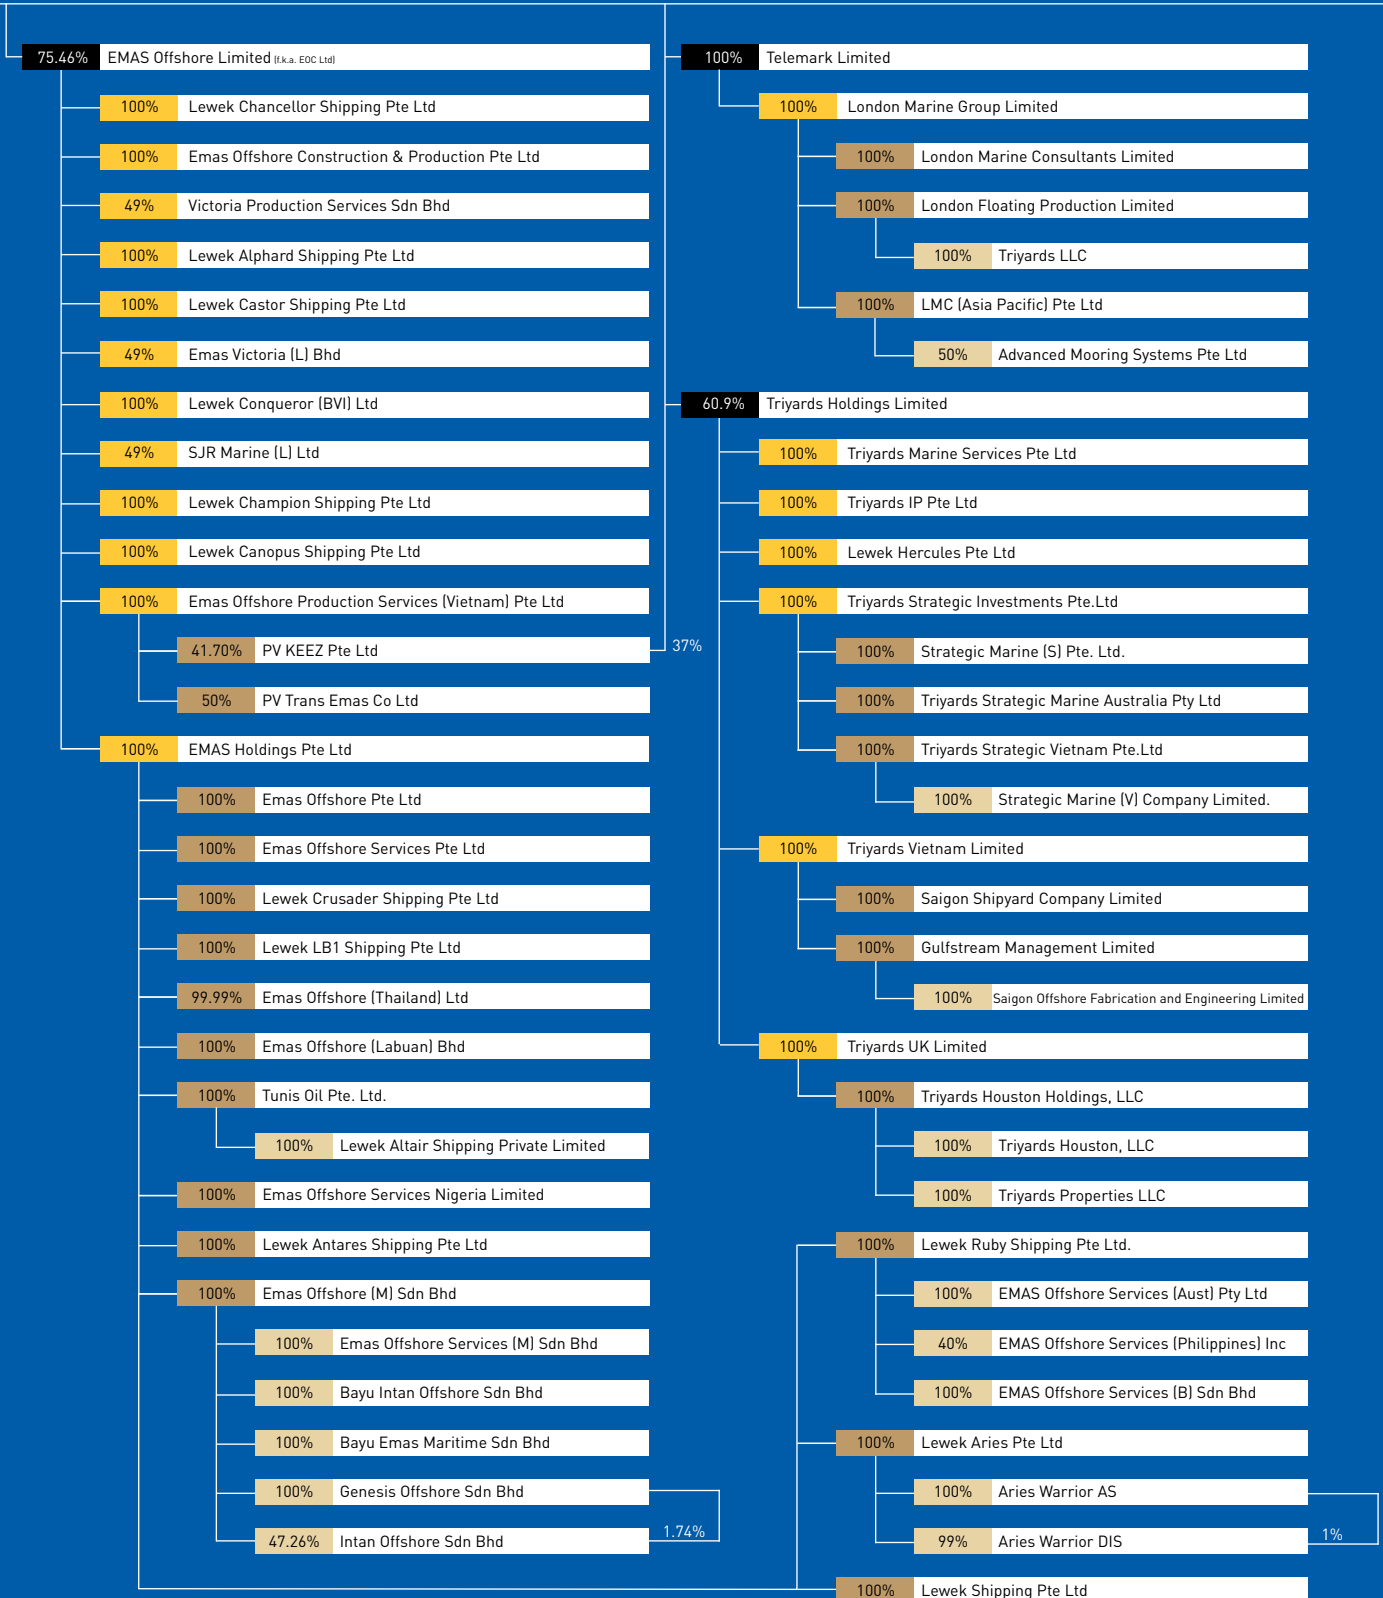 75.46% EMAS Offshore Limited (f.k.a. EOC Ltd)
100% Lewek Chancellor Shipping Pte Ltd
100% Emas Offshore Construction & Production Pte Ltd
49% Victoria Production Services Sdn Bhd
100% Lewek Alphard Shipping Pte Ltd
100% Lewek Castor Shipping Pte Ltd
49% Emas Victoria (L) Bhd
100% Lewek Conqueror (BVI) Ltd
49% SJR Marine (L) Ltd
100% Lewek Champion Shipping Pte Ltd
100% Lewek Canopus Shipping Pte Ltd
100% Emas Offshore Production Services (Vietnam) Pte Ltd
41.70% PV KEEZ Pte Ltd
37%
50% PV Trans Emas Co Ltd
100% EMAS Holdings Pte Ltd
100% Emas Offshore Pte Ltd
100% Emas Offshore Services Pte Ltd
100% Lewek Crusader Shipping Pte Ltd
100% Lewek LB1 Shipping Pte Ltd
99.99% Emas Offshore (Thailand) Ltd
100% Emas Offshore (Labuan) Bhd
100% Tunis Oil Pte. Ltd.
100% Lewek Altair Shipping Private Limited
100% Emas Offshore Services Nigeria Limited
100% Lewek Antares Shipping Pte Ltd
100% Emas Offshore (M) Sdn Bhd
100% Emas Offshore Services (M) Sdn Bhd
100% Bayu Intan Offshore Sdn Bhd
100% Bayu Emas Maritime Sdn Bhd
100% Genesis Offshore Sdn Bhd
1.74%
47.26% Intan Offshore Sdn Bhd
100% Telemark Limited
100% London Marine Group Limited
100% London Marine Consultants Limited
100% London Floating Production Limited
100% Triyards LLC
100% LMC (Asia Pacific) Pte Ltd
50% Advanced Mooring Systems Pte Ltd
60.9% Triyards Holdings Limited
100% Triyards Marine Services Pte Ltd
100% Triyards IP Pte Ltd
100% Lewek Hercules Pte Ltd
100% Triyards Strategic Investments Pte.Ltd
100% Strategic Marine (S) Pte. Ltd.
100% Triyards Strategic Marine Australia Pty Ltd
100% Triyards Strategic Vietnam Pte.Ltd
100% Strategic Marine (V) Company Limited.
100% Triyards Vietnam Limited
100% Saigon Shipyard Company Limited
100% Gulfstream Management Limited
100% Saigon Offshore Fabrication and Engineering Limited
100% Triyards UK Limited
100% Triyards Houston Holdings, LLC
100% Triyards Houston, LLC
100% Triyards Properties LLC
100% Lewek Ruby Shipping Pte Ltd.
100% EMAS Offshore Services (Aust) Pty Ltd
40% EMAS Offshore Services (Philippines) Inc
100% EMAS Offshore Services (B) Sdn Bhd
100% Lewek Aries Pte Ltd
100% Aries Warrior AS
1%
99% Aries Warrior DIS
100% Lewek Shipping Pte Ltd